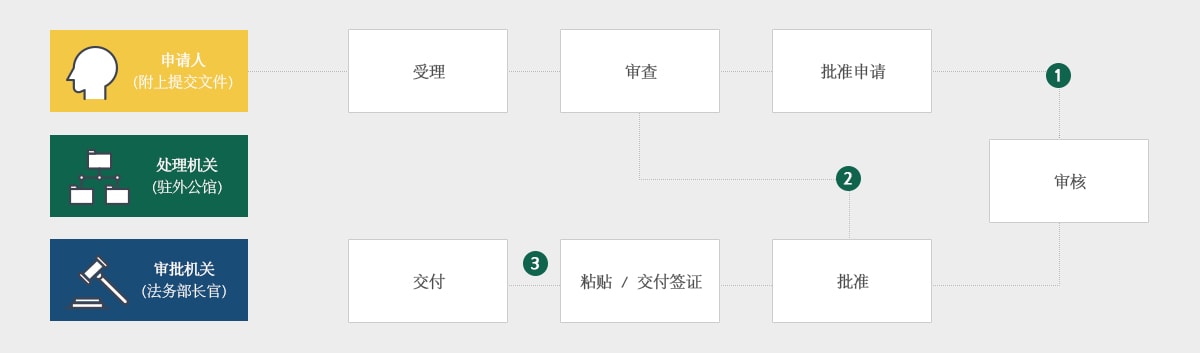 申请人
(附上提交文件)
受理
审查
批准申请
1
处理机关
(驻外公馆)
2
审核
审批机关
(法务部长官)
交付
3
粘贴 / 交付签证
批准